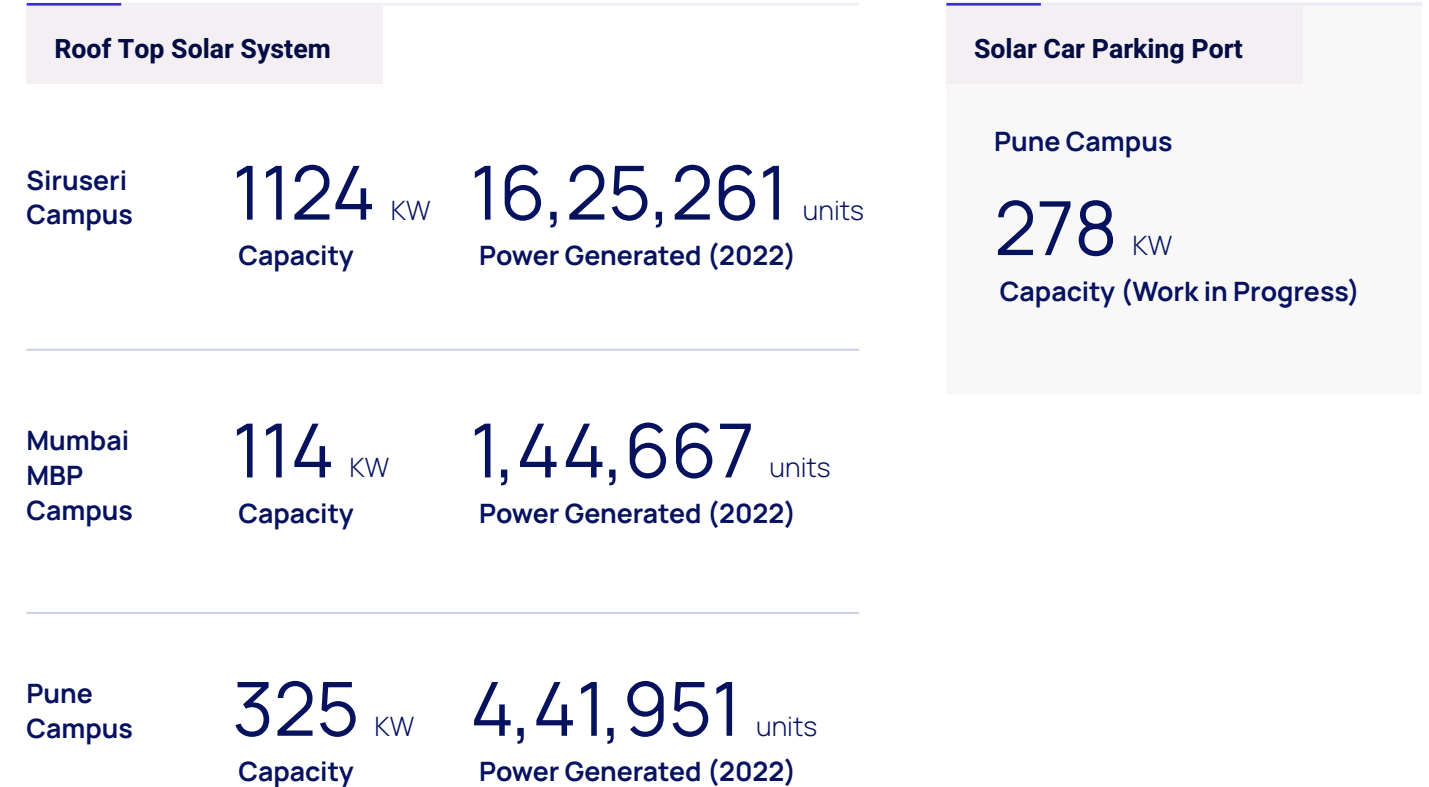 Roof Top Solar System
Siruseri
Campus
1124 KW
Capacity
16,25,261 units
Power Generated (2022)
Mumbai
MBP
Campus
114 KW
Capacity
1,44,667 units
Power Generated (2022)
Pune
Campus
325 KW
Capacity
4,41,951 units
Power Generated (2022)
Solar Car Parking Port
Pune Campus
278 KW
Capacity (Work in Progress)